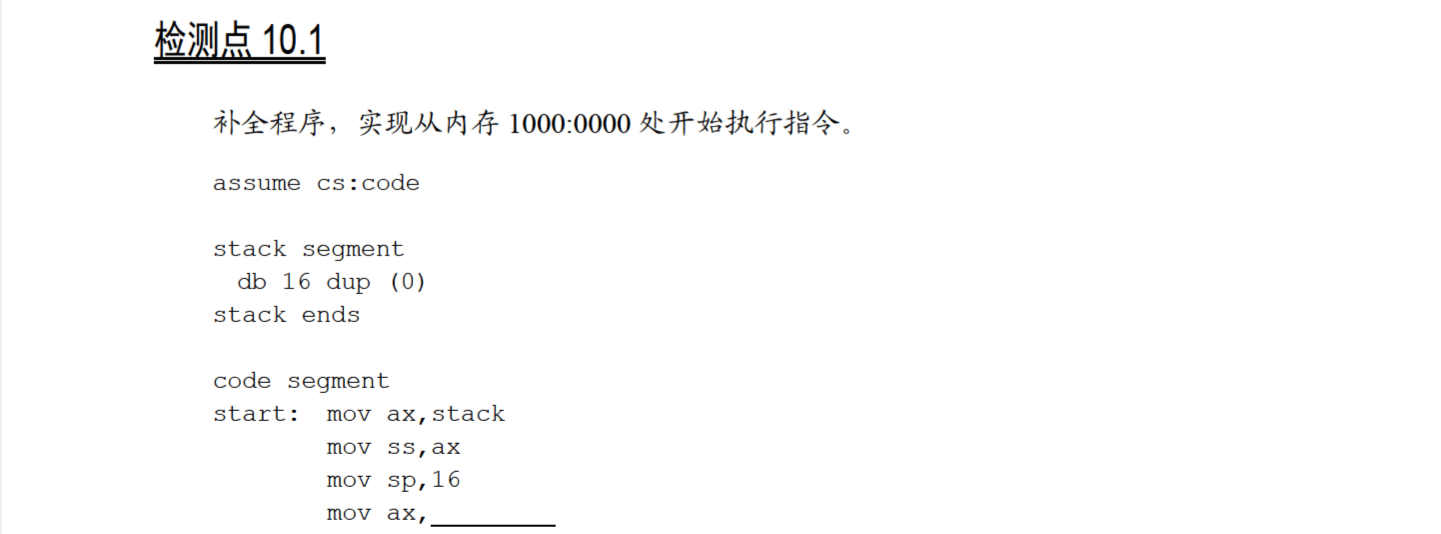 检测点 10.1
补全程序，实现从内存 1000:0000 处开始执行指令。
assume cs:code
stack segment
db 16 dup (0)
stack ends
code segment
start: mov ax,stack
mov ss,ax
mov sp,16
mov ax,________